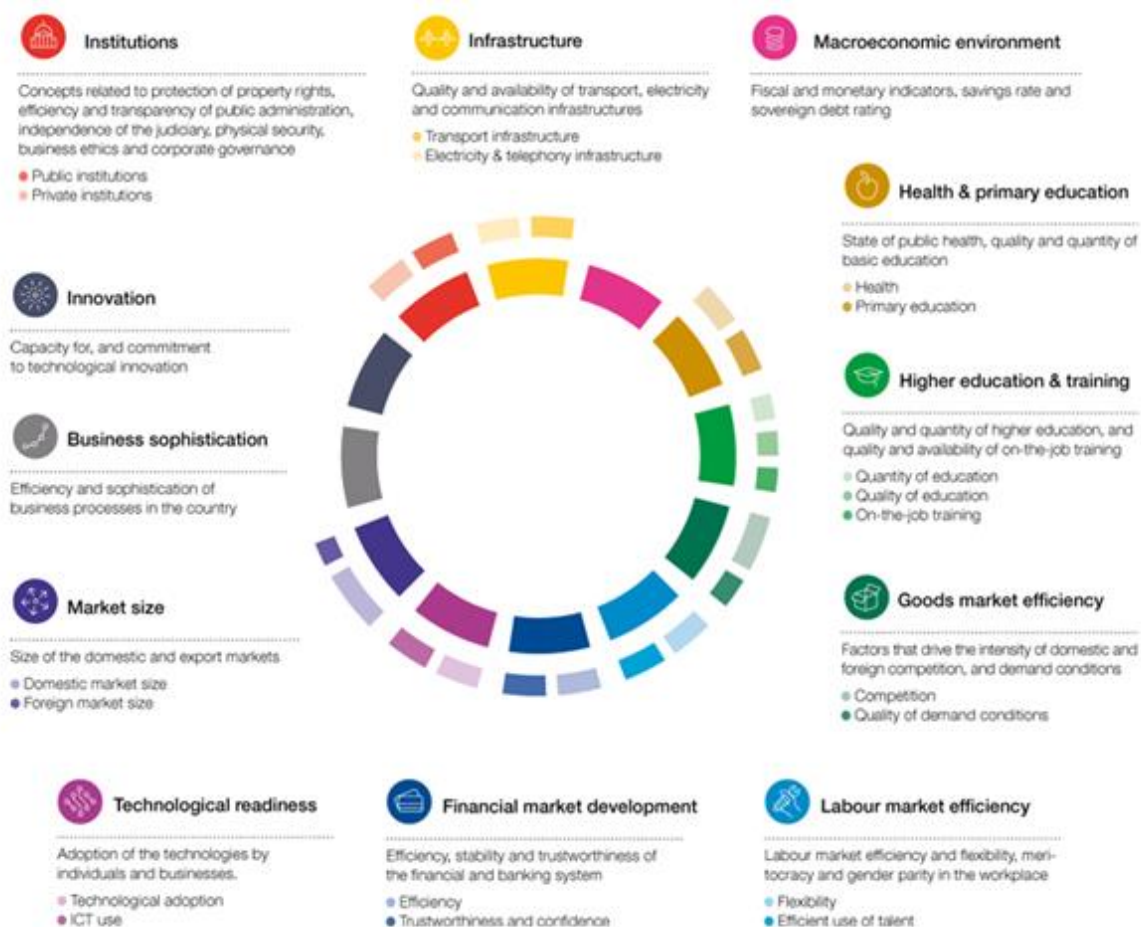 Institutions
Concepts related to protection of property rights,
efficiency and transparency of public administration,
independence of the judiciary, physical security,
business ethics and corporate governance
Public institutions
Private institutions
Infrastructure
Quality and availability of transport, electricity
and communication infrastructures
Transport infrastructure
Electricity & telephony infrastructure
Macroeconomic environment
Fiscal and monetary indicators, savings rate and
sovereign debt rating
Health & primary education
State of public health, quality and quantity of
basic education
Health
Primary education
Innovation
Capacity for, and commitment
to technological innovation
Higher education & training
Quality and quantity of higher education, and
quality and availability of on-the-job training
Quantity of education
Quality of education
On-the-job training
Business sophistication
Efficiency and sophistication of
business processes in the country
Market size
Size of the domestic and export markets
Domestic market size
Foreign market size
Goods market efficiency
Factors that drive the intensity of domestic and
foreign competition, and demand conditions
Competition
Quality of demand conditions
Technological readiness
Adoption of the technologies by
individuals and businesses.
Technological adoption
ICT use
Financial market development
Efficiency, stability and trustworthiness of
the financial and banking system
Efficiency
Trustworthiness and confidence
Labour market efficiency
Labour market efficiency and flexibility, meri-
tocracy and gender parity in the workplace
Flexibility
Efficient use of talent